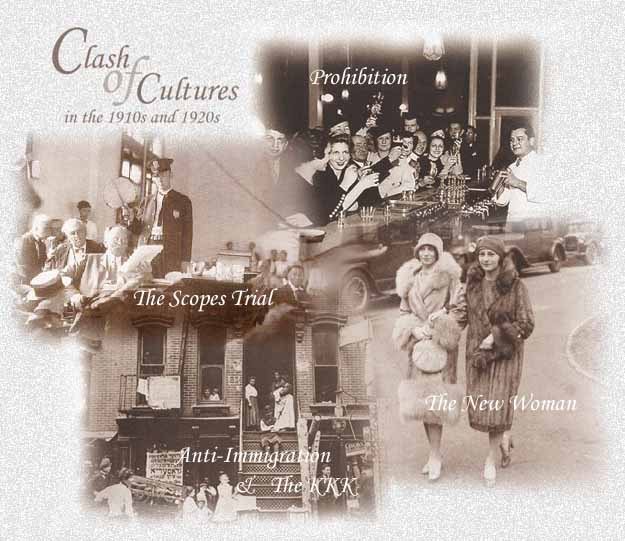 Clash
of
Cultures
in the 1910s and 1920s
Prohibition
The Scopes Trial
The New Woman
Anti-Immigration
& The KKK